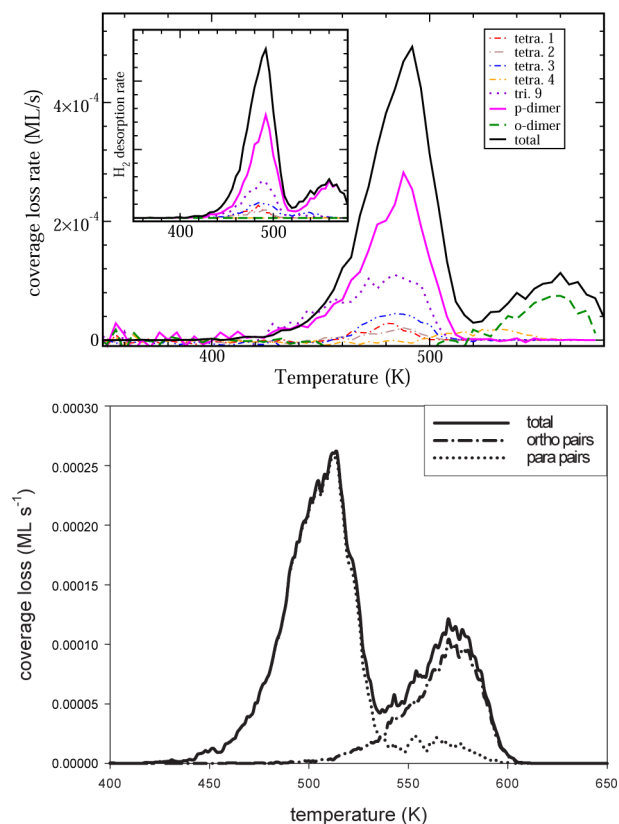 coverage loss rate (ML/s)
4×10-4
2×10-4
0
400
500
Temperature (K)
H2 desorption rate
400
500
tetra. 1
tetra. 2
tetra. 3
tetra. 4
tri. 9
p-dimer
o-dimer
total
coverage loss (ML s-1)
0.00030
0.00025
0.00020
0.00015
0.00010
0.00005
0.00000
400
450
500
550
600
650
temperature (K)
total
ortho pairs
para pairs